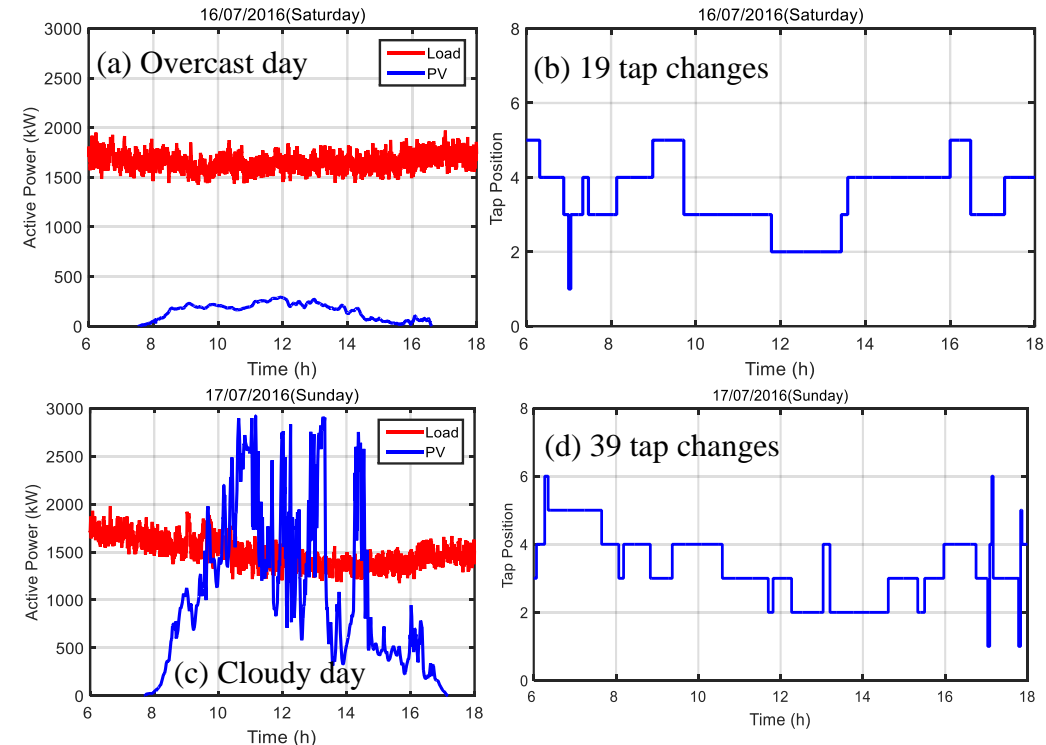 16/07/2016(Saturday)
3000
2500
2000
1500
1000
500
0
Active Power (kW)
(a) Overcast day
Load
PV
6 8 10 12 14 16 18
Time (h)
16/07/2016(Saturday)
8
6
4
2
0
Tap Position
(b) 19 tap changes
6 8 10 12 14 16 18
Time (h)
17/07/2016(Sunday)
3000
2500
2000
1500
1000
500
0
Active Power (kW)
Load
PV
(c) Cloudy day
6 8 10 12 14 16 18
Time (h)
17/07/2016(Sunday)
8
6
4
2
0
Tap Position
(d) 39 tap changes
6 8 10 12 14 16 18
Time (h)